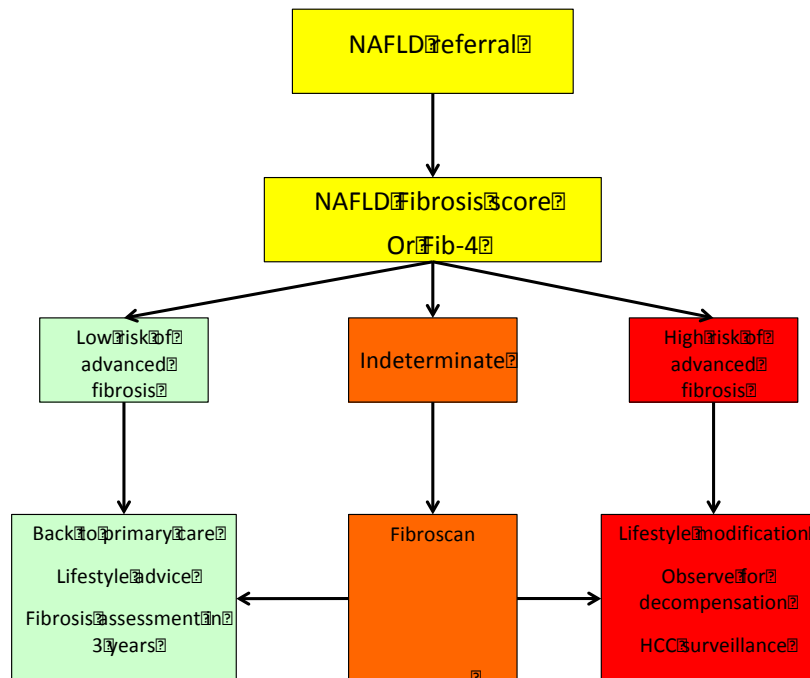 NAFLD referral
NAFLD Fibrosis score
Or Fib-4
Low risk of
advanced
fibrosis
Indeterminate
High risk of
advanced
fibrosis
Back to primary care
Lifestyle advice
Fibrosis assessment in
3 years
Fibroscan
Lifestyle modification
Observe for
decompensation
HCC surveillance